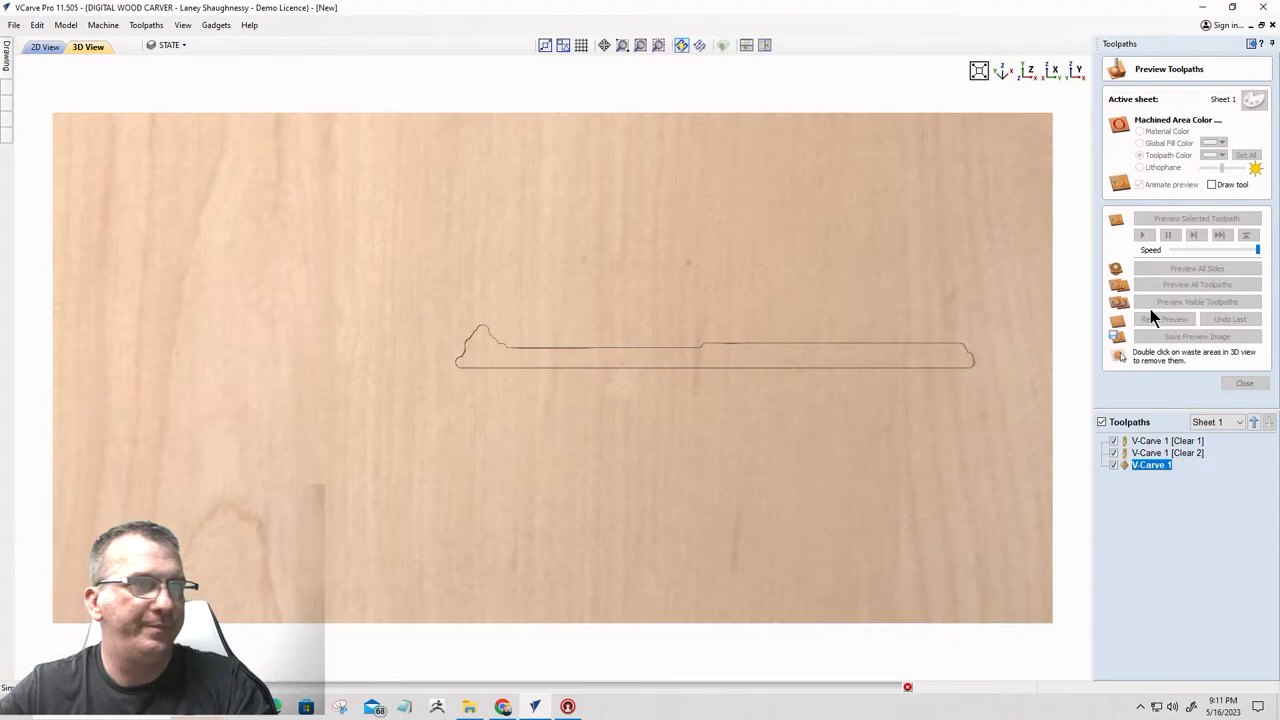 VCarve Pro 11.505 - (DIGITAL WOOD CARVER - Laney Shaughnessy - Demo Licence) - [New]
File Edit Model Machine Toolpaths View Gadgets Help
Sign in...
2D View 3D View STATE
Drawing
Z X Y
Toolpaths
Preview Toolpaths
Active sheet: Sheet 1
Machined Area Color ...
Material Color
Global Fill Color
Toolpath Color Set All
Lithophane
Animate preview Draw tool
Preview Selected Toolpath
Speed
Preview All Sides
Preview All Toolpaths
Preview Visible Toolpaths
Preview Undo Last
Save Preview Image
Double click on waste areas in 3D view
to remove them.
Close
Toolpaths Sheet 1
V-Carve 1 [Clear 1]
V-Carve 1 [Clear 2]
V-Carve 1
68
9:11 PM
5/16/2023